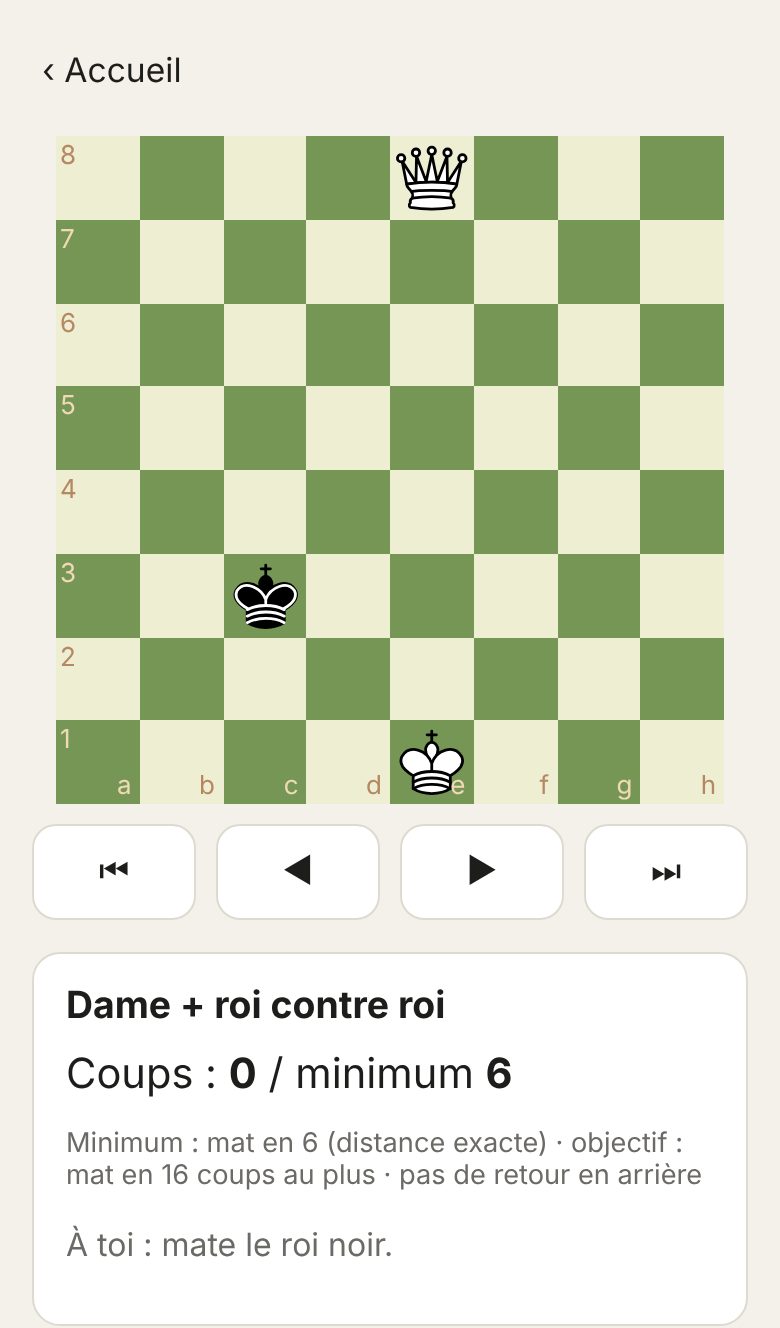 ‹ Accueil
8
7
6
5
4
3
2
1
a b c d e f g h
⏮ ◀ ▶ ⏭
Dame + roi contre roi
Coups : 0 / minimum 6
Minimum : mat en 6 (distance exacte) · objectif :
mat en 16 coups au plus · pas de retour en arrière
À toi : mate le roi noir.